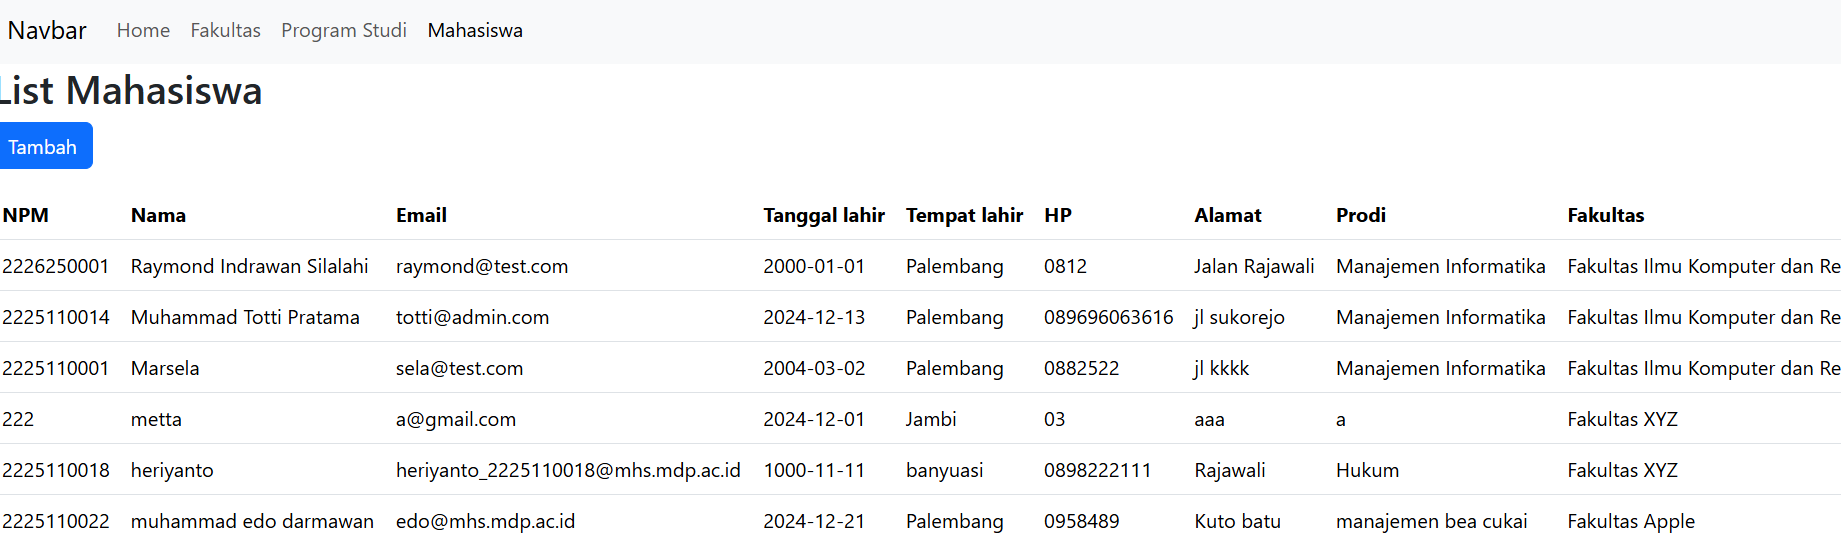 Navbar Home Fakultas Program Studi Mahasiswa
List Mahasiswa
Tambah
NPM Nama Email Tanggal lahir Tempat lahir HP Alamat Prodi Fakultas
2226250001 Raymond Indrawan Silalahi raymond@test.com 2000-01-01 Palembang 0812 Jalan Rajawali Manajemen Informatika Fakultas Ilmu Komputer dan Re
2225110014 Muhammad Totti Pratama totti@admin.com 2024-12-13 Palembang 089696063616 jl sukorejo Manajemen Informatika Fakultas Ilmu Komputer dan Re
2225110001 Marsela sela@test.com 2004-03-02 Palembang 0882522 jl kkkk Manajemen Informatika Fakultas Ilmu Komputer dan Re
222 metta a@gmail.com 2024-12-01 Jambi 03 aaa a Fakultas XYZ
2225110018 heriyanto heriyanto_2225110018@mhs.mdp.ac.id 1000-11-11 banyuasi 0898222111 Rajawali Hukum Fakultas XYZ
2225110022 muhammad edo darmawan edo@mhs.mdp.ac.id 2024-12-21 Palembang 0958489 Kuto batu manajemen bea cukai Fakultas Apple